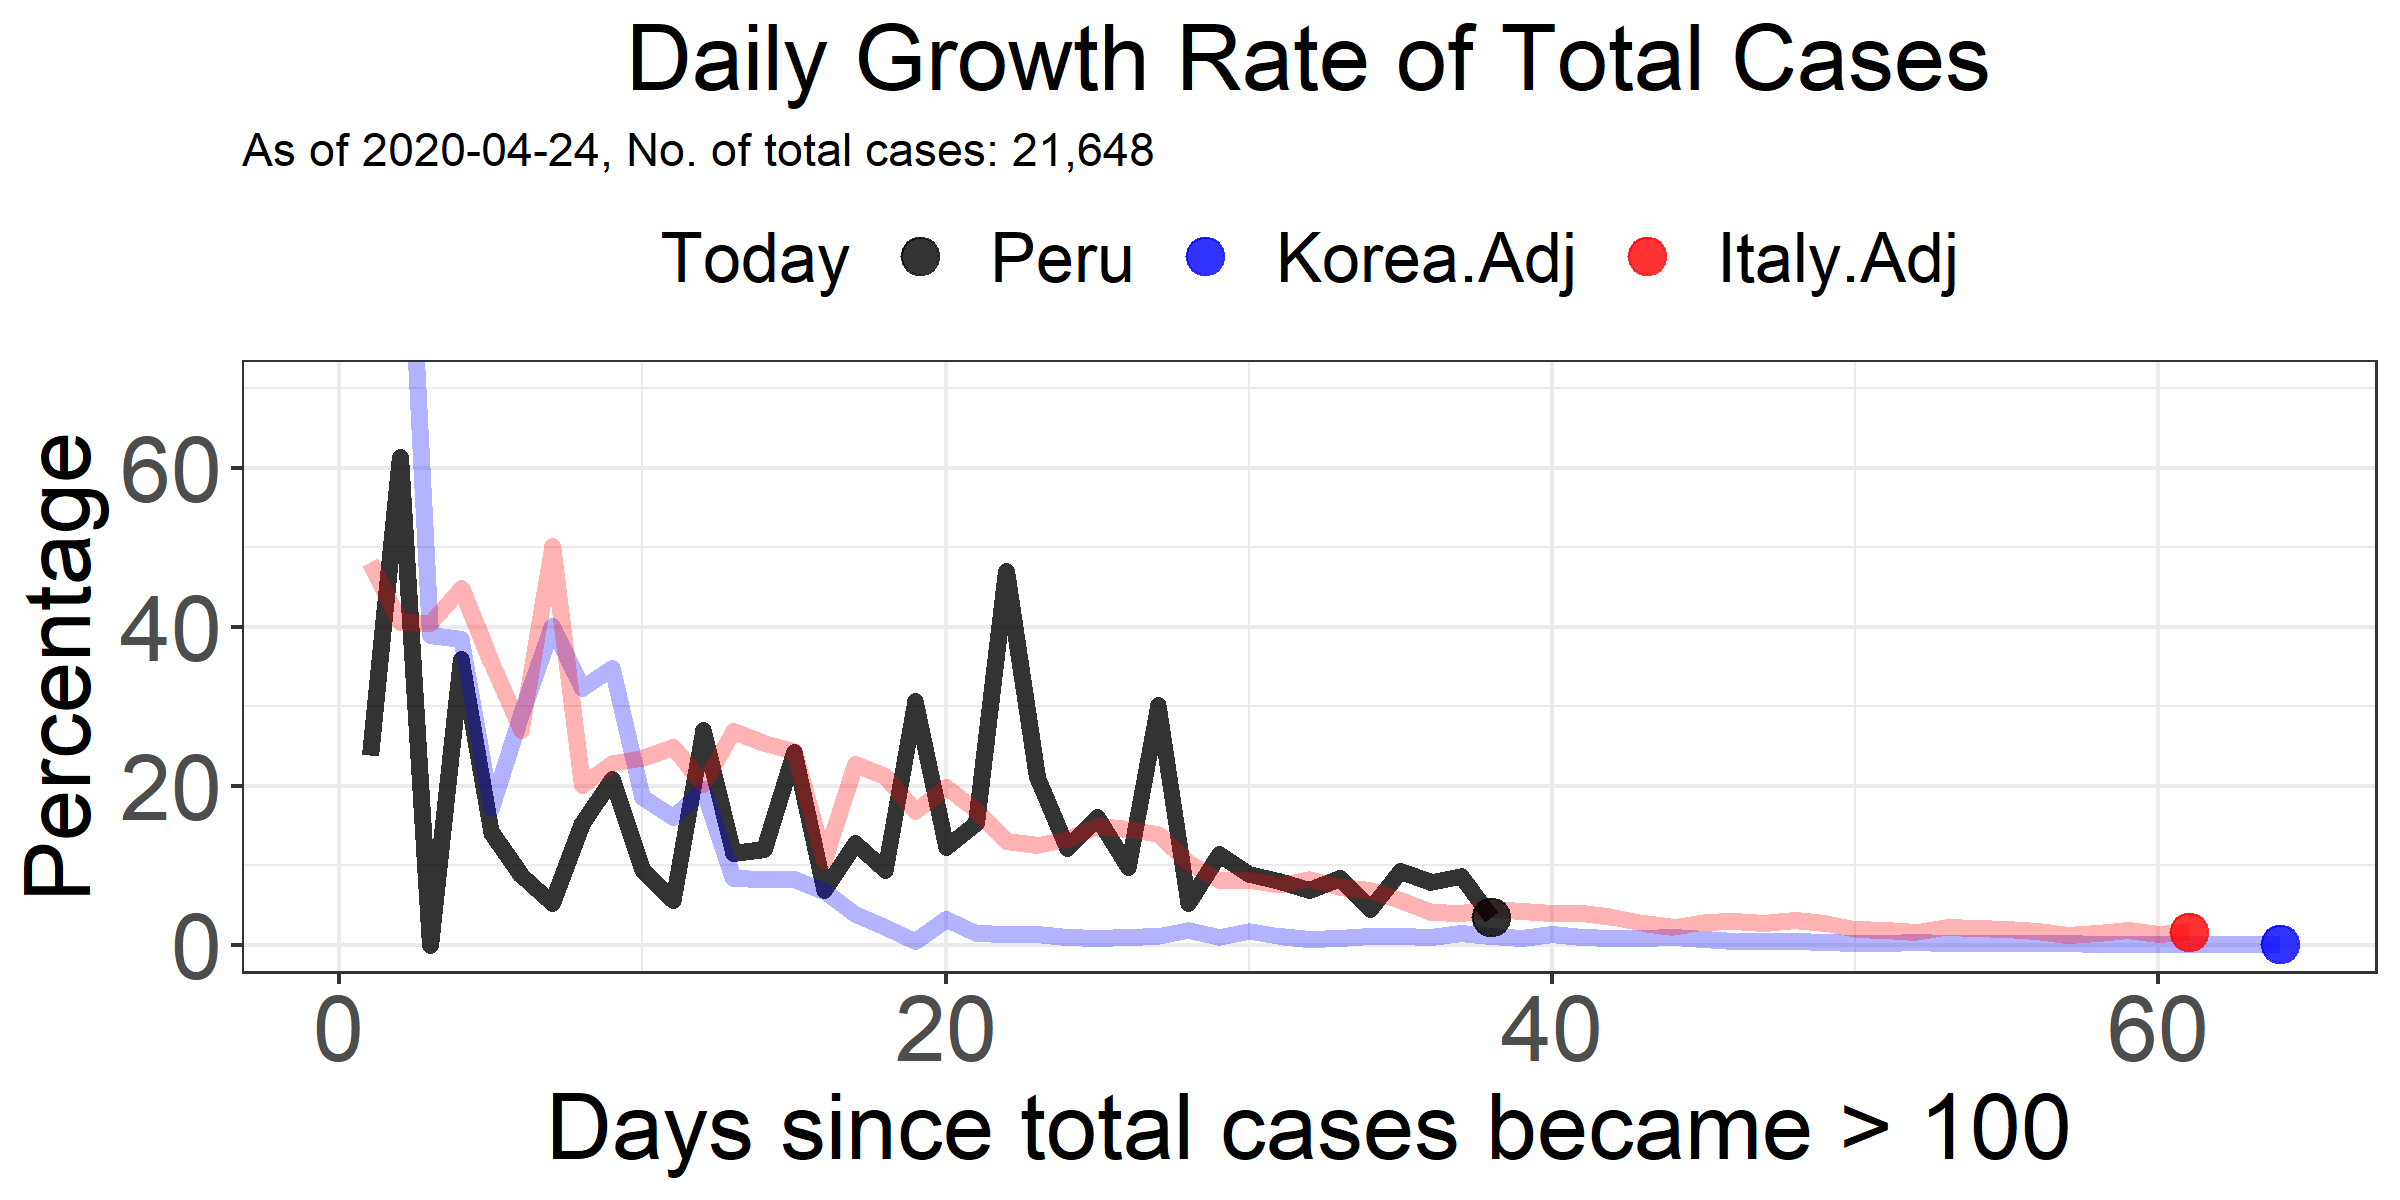 Daily Growth Rate of Total Cases
As of 2020-04-24, No. of total cases: 21,648
Today Peru Korea.Adj Italy.Adj
Percentage
60
40
20
0
0 20 40 60
Days since total cases became > 100